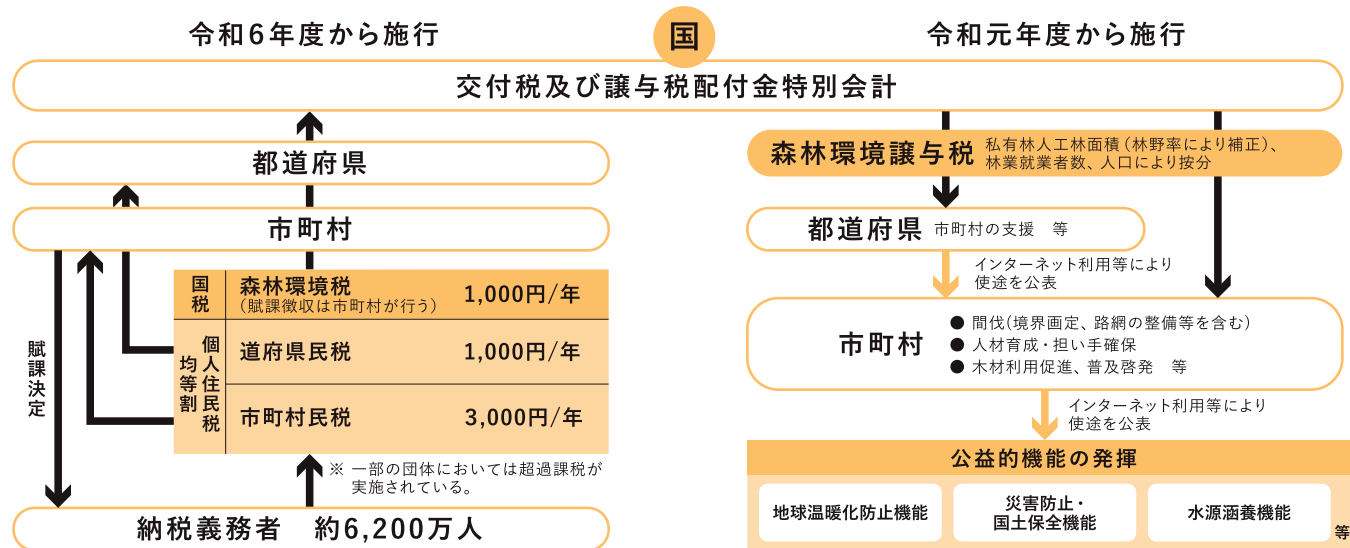 令和6年度から施行
国
令和元年度から施行
交付税及び譲与税配付金特別会計
都道府県
市町村
国税
森林環境税
(賦課徴収は市町村が行う)
1,000円/年
個人住民税
均等割
道府県民税
1,000円/年
市町村民税
3,000円/年
賦課決定
※ 一部の団体においては超過課税が
実施されている。
納税義務者 約6,200万人
森林環境譲与税
私有林人工林面積(林野率により補正)、
林業就業者数、人口により按分
都道府県 市町村の支援 等
インターネット利用等により
使途を公表
市町村
● 間伐(境界画定、路網の整備等を含む)
● 人材育成・担い手確保
● 木材利用促進、普及啓発 等
インターネット利用等により
使途を公表
公益的機能の発揮
地球温暖化防止機能
災害防止・
国土保全機能
水源涵養機能
等